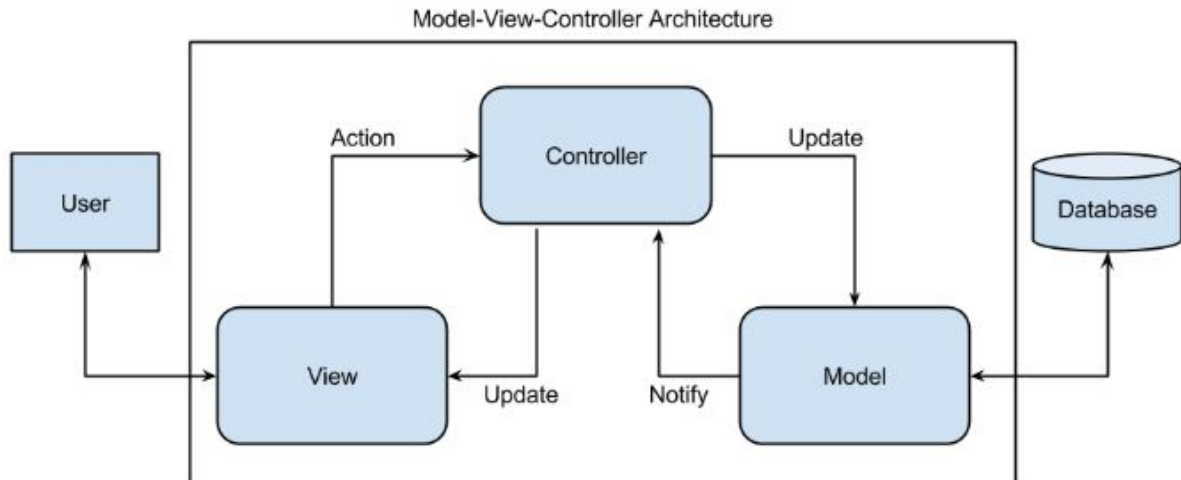 Model-View-Controller Architecture
Action
Controller
Update
User
Database
View
Update
Notify
Model